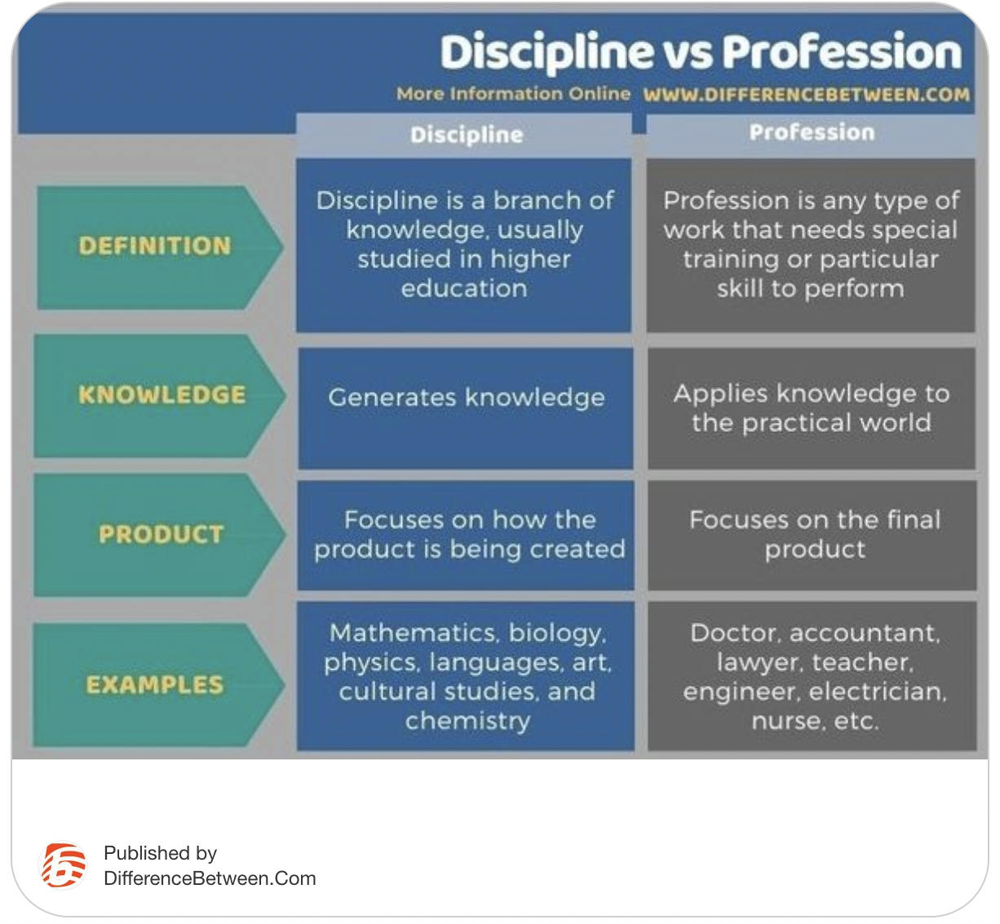 Discipline vs Profession
More Information Online WWW.DIFFERENCEBETWEEN.COM
Discipline
Profession
DEFINITION
Discipline is a branch of
knowledge, usually
studied in higher
education
Profession is any type of
work that needs special
training or particular
skill to perform
KNOWLEDGE
Generates knowledge
Applies knowledge to
the practical world
PRODUCT
Focuses on how the
product is being created
Focuses on the final
product
EXAMPLES
Mathematics, biology,
physics, languages, art,
cultural studies, and
chemistry
Doctor, accountant,
lawyer, teacher,
engineer, electrician,
nurse, etc.
Published by
DifferenceBetween.Com